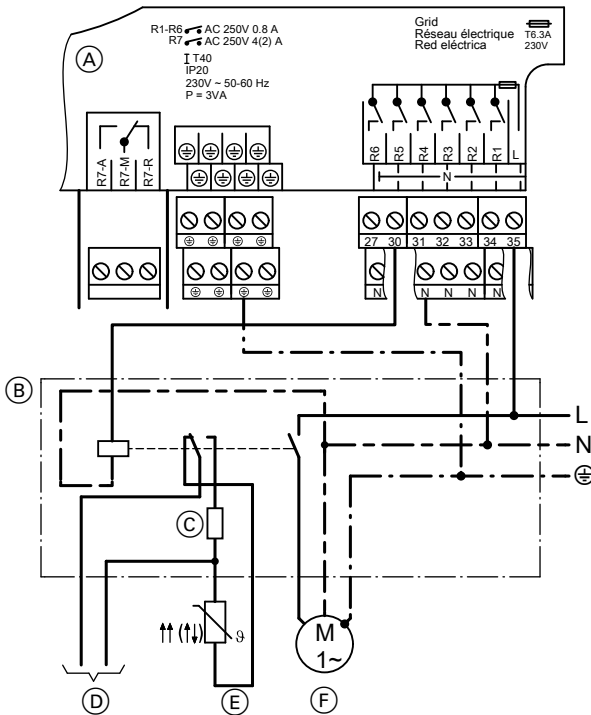 R1-R6 AC 250V 0.8 A
R7 AC 250V 4(2) A
T40
IP20
230V ~ 50-60 Hz
P = 3VA
Grid
Réseau électrique
Red eléctrica
T6.3A
230V
A
R7-A
R7-M
R7-R
R6
R5
R4
R3
R2
R1
L
N
27 30 31 32 33 34 35
N N N N N
B
L
N
C
ϑ
M
1~
D
E
F